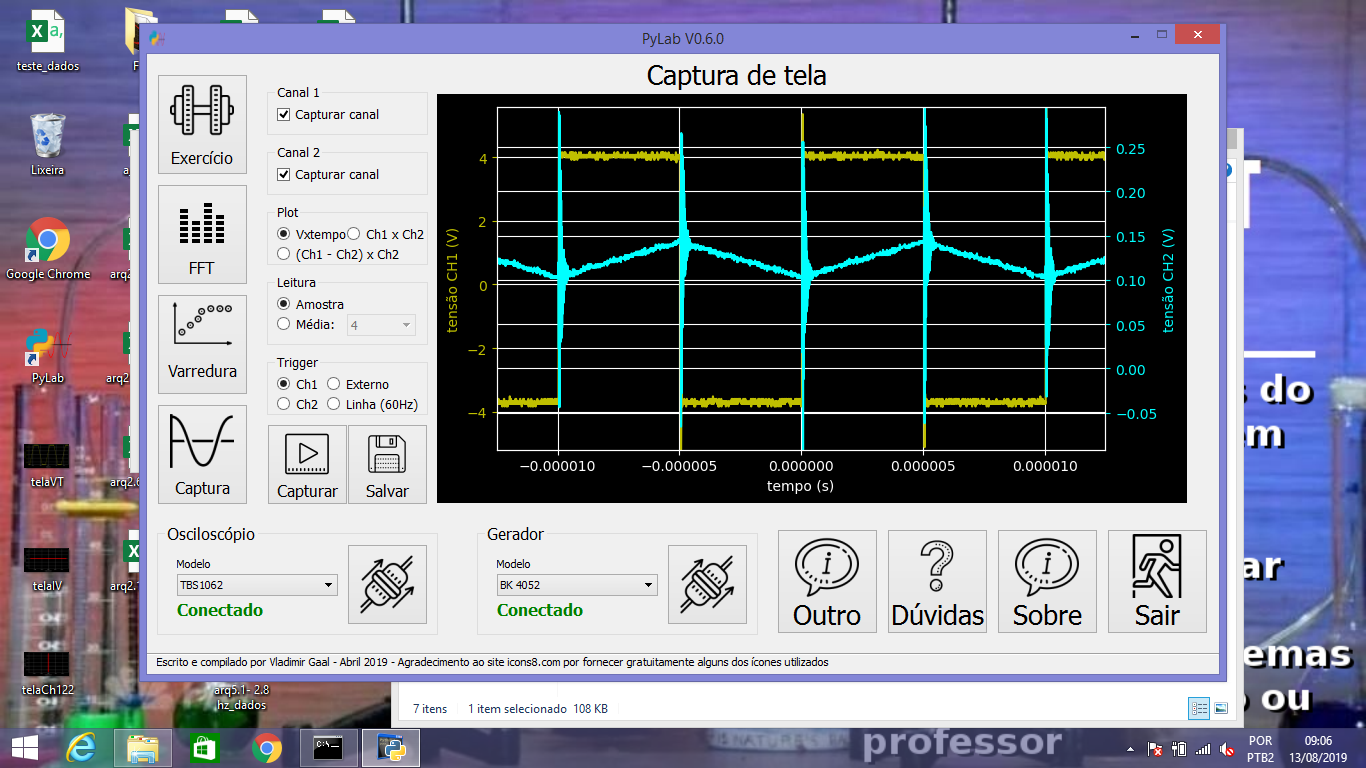 teste_dados
Lixeira
Google Chrome
PyLab
telaVT
telaIV
telaCh122
arq5.1- 2.8
hz_dados
PyLab V0.6.0
Captura de tela
Exercício
FFT
Varredura
Captura
Canal 1
Capturar canal
Canal 2
Capturar canal
Plot
Vxtempo Ch1 x Ch2
(Ch1 - Ch2) x Ch2
Leitura
Amostra
Média: 4
Trigger
Ch1 Externo
Ch2 Linha (60Hz)
Capturar Salvar
tensão CH1 (V)
4
2
0
−2
−4
0.25
0.20
0.15
0.10
0.05
0.00
−0.05
tensão CH2 (V)
−0.000010 −0.000005 0.000000 0.000005 0.000010
tempo (s)
Osciloscópio
Modelo
TBS1062
Conectado
Gerador
Modelo
BK 4052
Conectado
Outro Dúvidas Sobre Sair
Escrito e compilado por Vladimir Gaal - Abril 2019 - Agradecimento ao site icons8.com por fornecer gratuitamente alguns dos ícones utilizados
7 itens 1 item selecionado 108 KB
do
ou
professor
POR
PTB2
09:06
13/08/2019